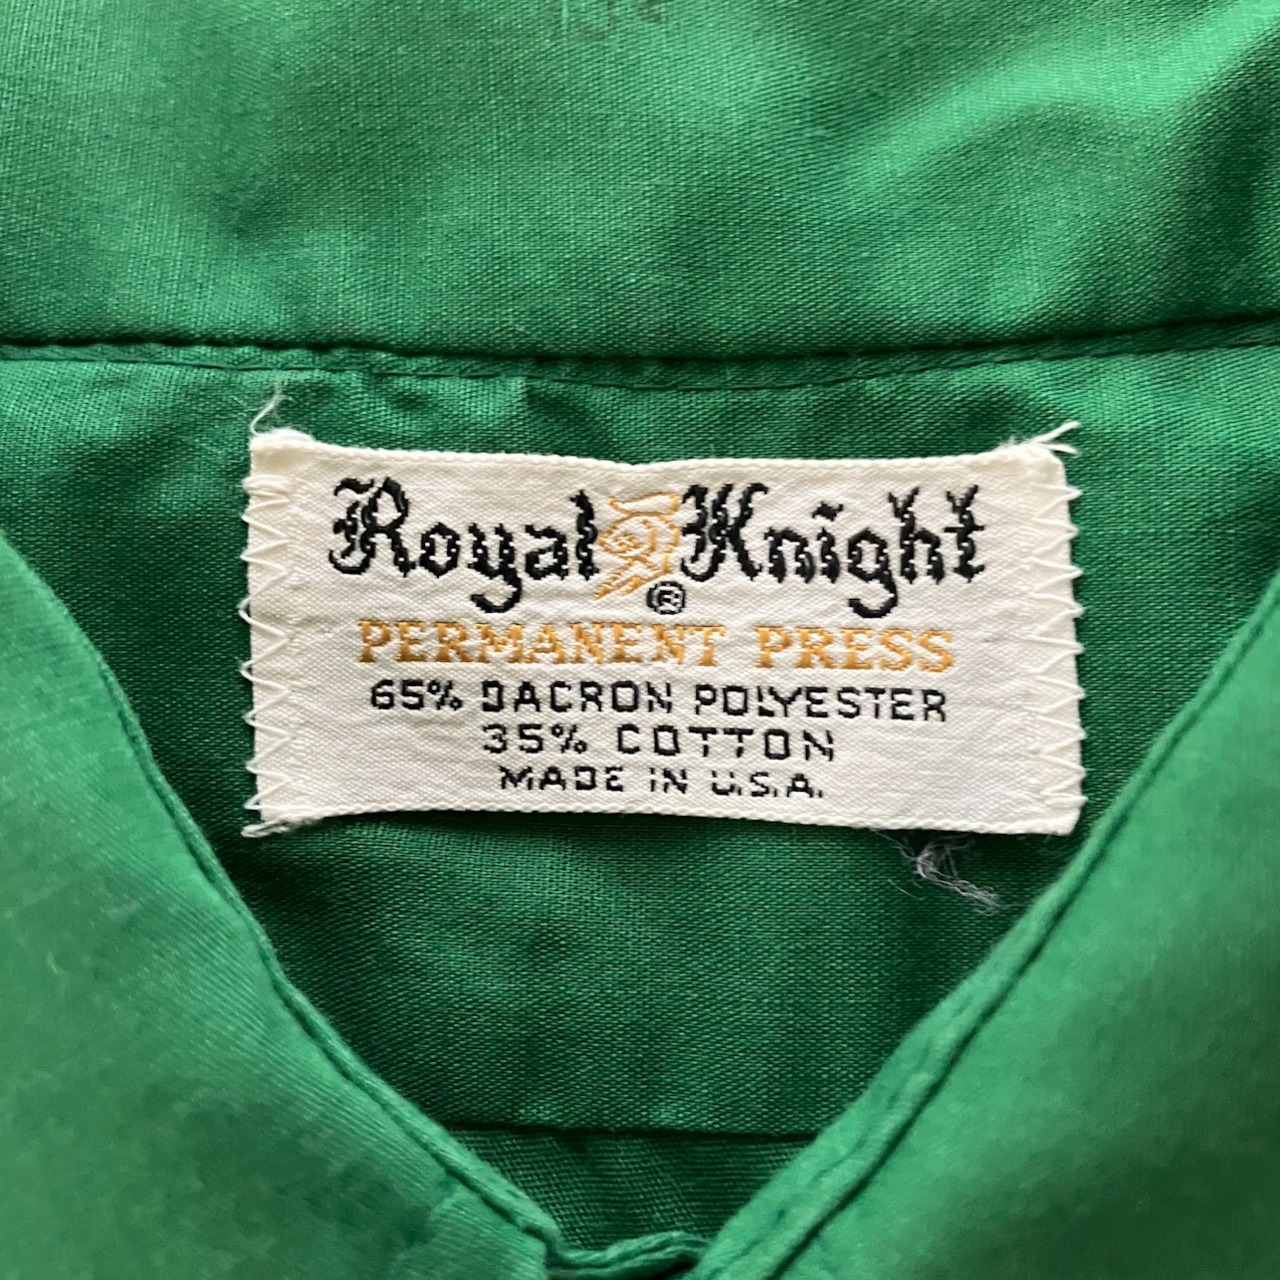 Royal Knight
®
PERMANENT PRESS
65% DACRON POLYESTER
35% COTTON
MADE IN U.S.A.